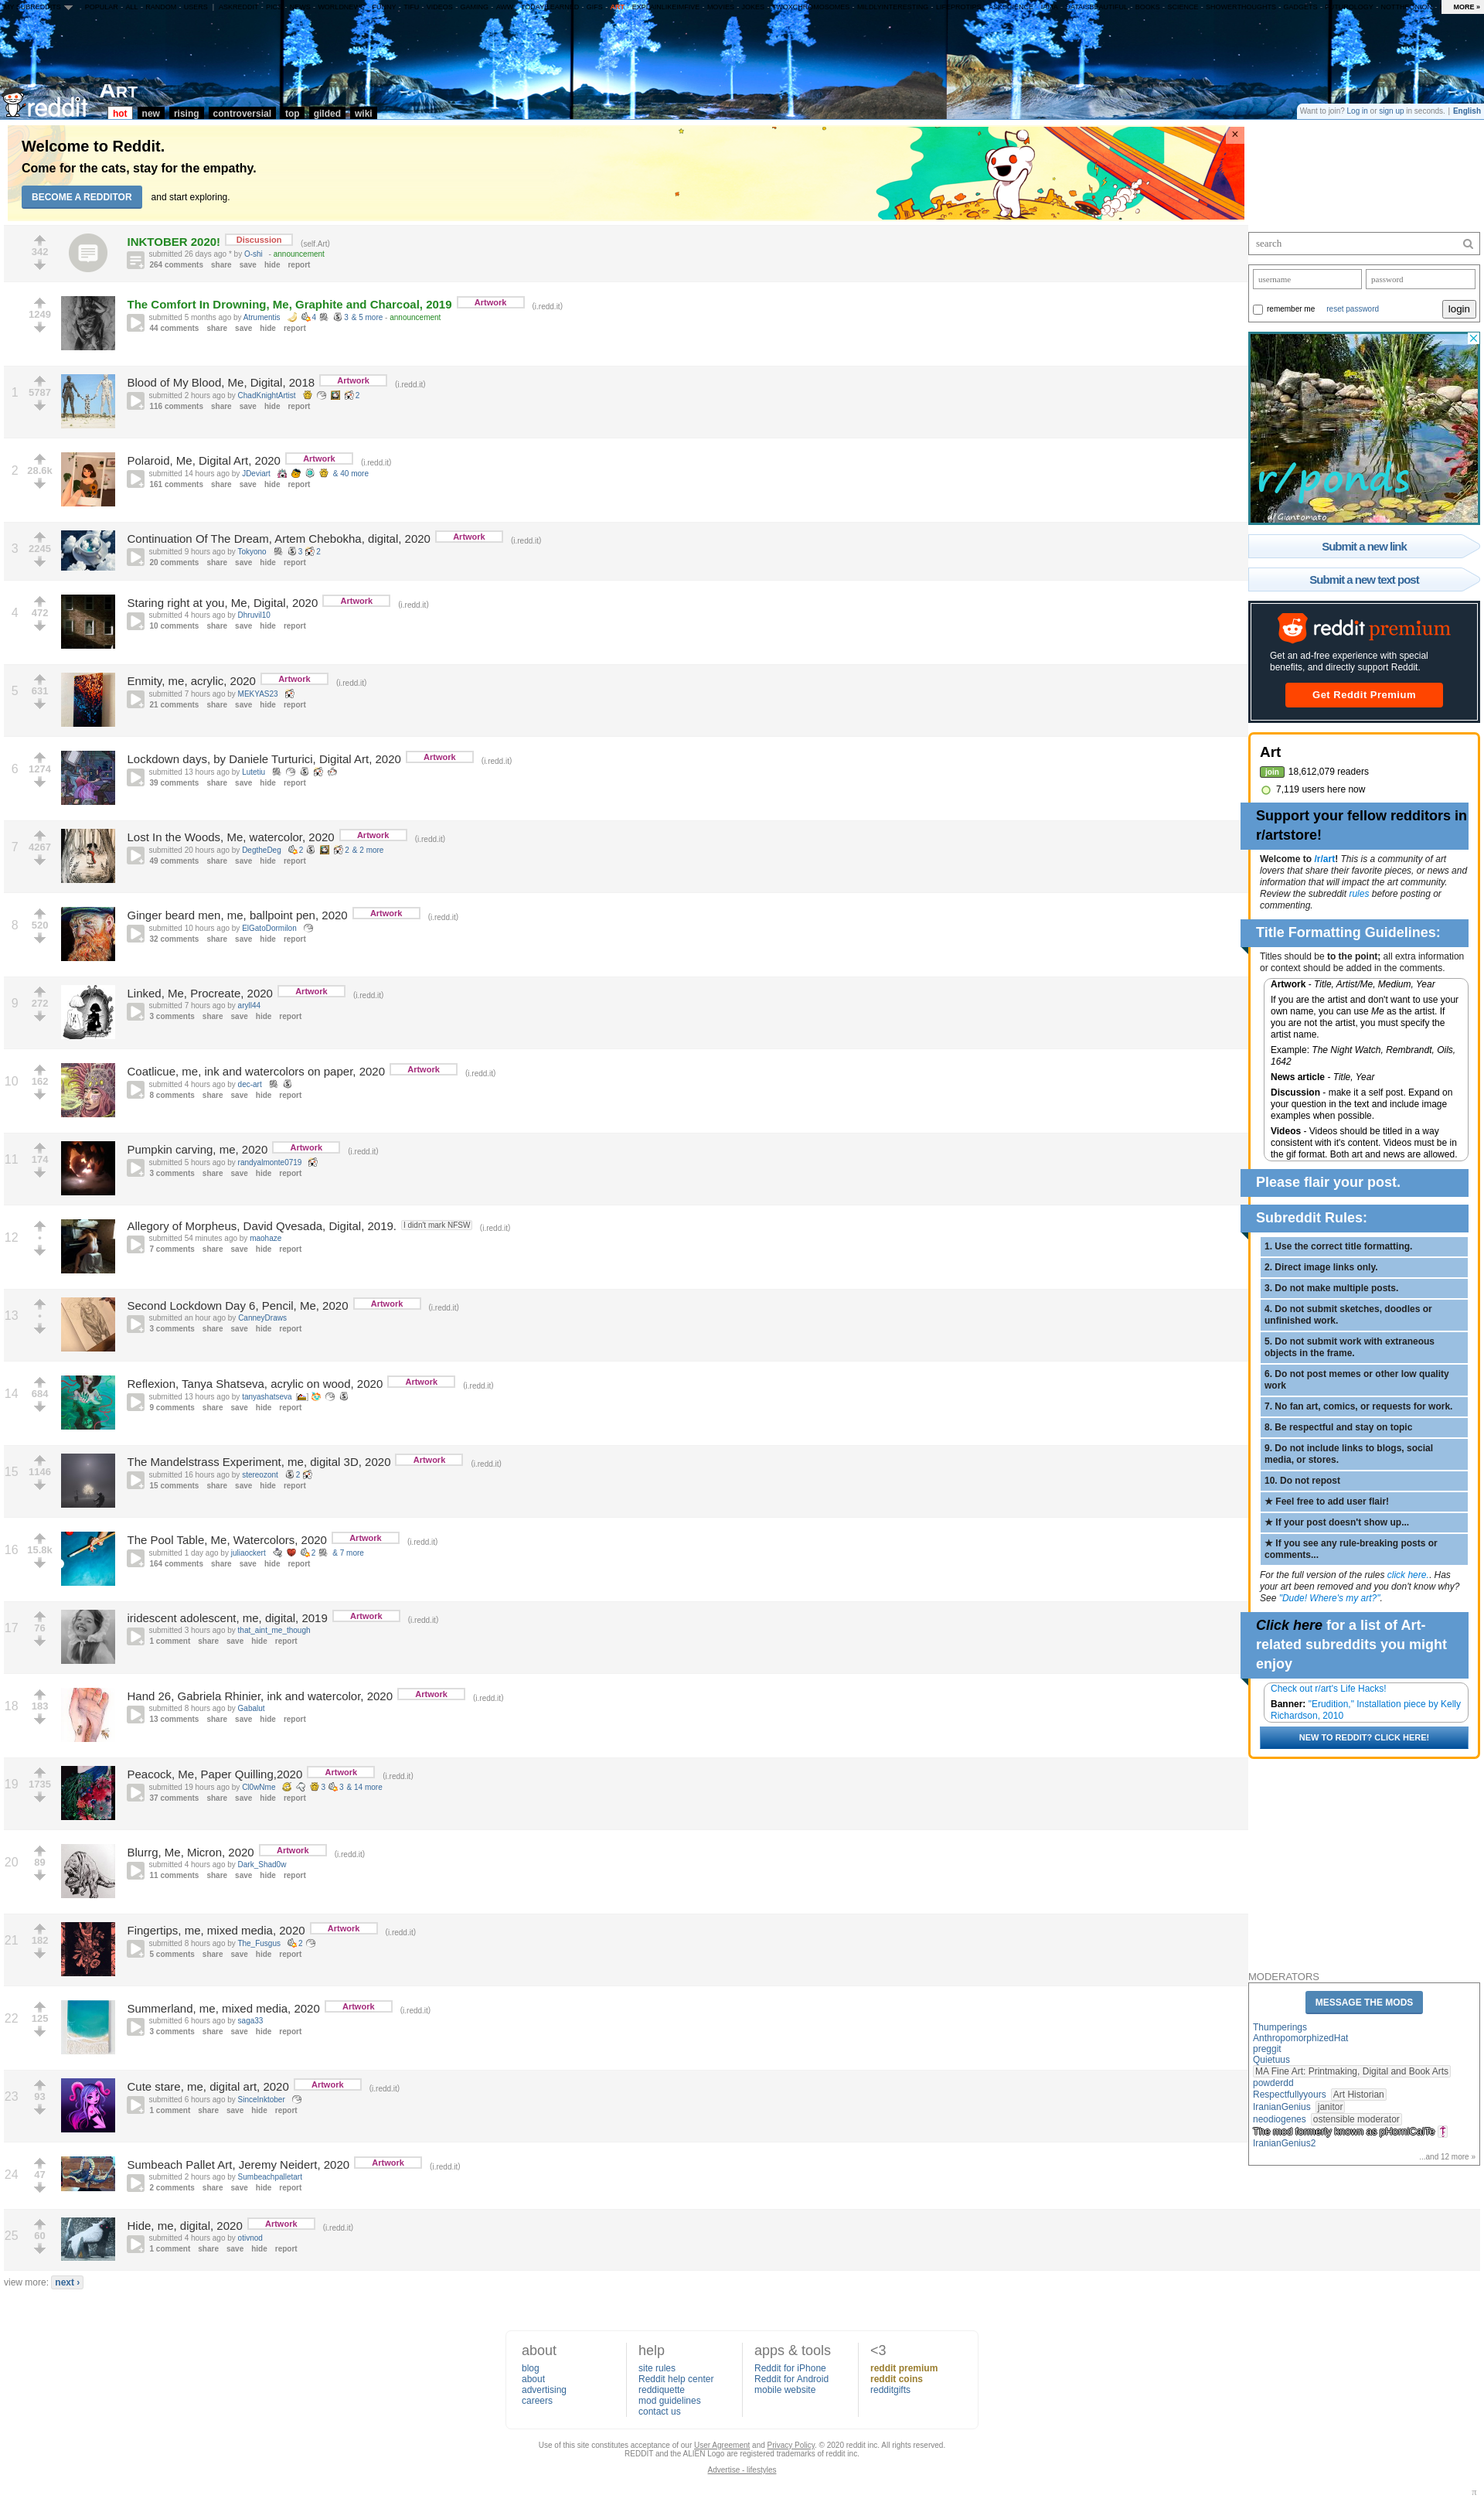 MORE »
reddit
ART
hot new rising controversial top gilded wiki
Want to join? Log in or sign up in seconds. | English
Welcome to Reddit.
Come for the cats, stay for the empathy.
BECOME A REDDITOR and start exploring.
342
INKTOBER 2020! Discussion (self.Art)
submitted 26 days ago * by O-shi - announcement
264 comments share save hide report
1249
The Comfort In Drowning, Me, Graphite and Charcoal, 2019 Artwork (i.redd.it)
submitted 5 months ago by Atrumentis 4 3 & 5 more - announcement
44 comments share save hide report
1 5787
Blood of My Blood, Me, Digital, 2018 Artwork (i.redd.it)
submitted 2 hours ago by ChadKnightArtist 2
116 comments share save hide report
2 28.6k
Polaroid, Me, Digital Art, 2020 Artwork (i.redd.it)
submitted 14 hours ago by JDeviart & 40 more
161 comments share save hide report
3 2245
Continuation Of The Dream, Artem Chebokha, digital, 2020 Artwork (i.redd.it)
submitted 9 hours ago by Tokyono 3 2
20 comments share save hide report
4 472
Staring right at you, Me, Digital, 2020 Artwork (i.redd.it)
submitted 4 hours ago by Dhruvil10
10 comments share save hide report
5 631
Enmity, me, acrylic, 2020 Artwork (i.redd.it)
submitted 7 hours ago by MEKYAS23
21 comments share save hide report
6 1274
Lockdown days, by Daniele Turturici, Digital Art, 2020 Artwork (i.redd.it)
submitted 13 hours ago by Lutetiu
39 comments share save hide report
7 4267
Lost In the Woods, Me, watercolor, 2020 Artwork (i.redd.it)
submitted 20 hours ago by DegtheDeg 2 2 & 2 more
49 comments share save hide report
8 520
Ginger beard men, me, ballpoint pen, 2020 Artwork (i.redd.it)
submitted 10 hours ago by ElGatoDormilon
32 comments share save hide report
9 272
Linked, Me, Procreate, 2020 Artwork (i.redd.it)
submitted 7 hours ago by aryll44
3 comments share save hide report
10 162
Coatlicue, me, ink and watercolors on paper, 2020 Artwork (i.redd.it)
submitted 4 hours ago by dec-art
8 comments share save hide report
11 174
Pumpkin carving, me, 2020 Artwork (i.redd.it)
submitted 5 hours ago by randyalmonte0719
3 comments share save hide report
12 •
Allegory of Morpheus, David Qvesada, Digital, 2019. I didn't mark NFSW (i.redd.it)
submitted 54 minutes ago by maohaze
7 comments share save hide report
13 •
Second Lockdown Day 6, Pencil, Me, 2020 Artwork (i.redd.it)
submitted an hour ago by CanneyDraws
3 comments share save hide report
14 684
Reflexion, Tanya Shatseva, acrylic on wood, 2020 Artwork (i.redd.it)
submitted 13 hours ago by tanyashatseva
9 comments share save hide report
15 1146
The Mandelstrass Experiment, me, digital 3D, 2020 Artwork (i.redd.it)
submitted 16 hours ago by stereozont 2
15 comments share save hide report
16 15.8k
The Pool Table, Me, Watercolors, 2020 Artwork (i.redd.it)
submitted 1 day ago by juliaockert 2 & 7 more
164 comments share save hide report
17 76
iridescent adolescent, me, digital, 2019 Artwork (i.redd.it)
submitted 3 hours ago by that_aint_me_though
1 comment share save hide report
18 183
Hand 26, Gabriela Rhinier, ink and watercolor, 2020 Artwork (i.redd.it)
submitted 8 hours ago by Gabalut
13 comments share save hide report
19 1735
Peacock, Me, Paper Quilling,2020 Artwork (i.redd.it)
submitted 19 hours ago by Cl0wNme 3 3 & 14 more
37 comments share save hide report
20 89
Blurrg, Me, Micron, 2020 Artwork (i.redd.it)
submitted 4 hours ago by Dark_Shad0w
11 comments share save hide report
21 182
Fingertips, me, mixed media, 2020 Artwork (i.redd.it)
submitted 8 hours ago by The_Fusgus 2
5 comments share save hide report
22 125
Summerland, me, mixed media, 2020 Artwork (i.redd.it)
submitted 6 hours ago by saga33
3 comments share save hide report
23 93
Cute stare, me, digital art, 2020 Artwork (i.redd.it)
submitted 6 hours ago by SinceInktober
1 comment share save hide report
24 47
Sumbeach Pallet Art, Jeremy Neidert, 2020 Artwork (i.redd.it)
submitted 2 hours ago by Sumbeachpalletart
2 comments share save hide report
25 60
Hide, me, digital, 2020 Artwork (i.redd.it)
submitted 4 hours ago by otivnod
1 comment share save hide report
view more: next ›
search
username password
remember me reset password login
r/ponds
u/Giantomato
Submit a new link
Submit a new text post
reddit premium
Get an ad-free experience with special
benefits, and directly support Reddit.
Get Reddit Premium
Art
join 18,612,079 readers
7,119 users here now
Support your fellow redditors in
r/artstore!
Welcome to /r/art! This is a community of art
lovers that share their favorite pieces, or news and
information that will impact the art community.
Review the subreddit rules before posting or
commenting.
Title Formatting Guidelines:
Titles should be to the point; all extra information
or context should be added in the comments.
Artwork - Title, Artist/Me, Medium, Year
If you are the artist and don't want to use your
own name, you can use Me as the artist. If
you are not the artist, you must specify the
artist name.
Example: The Night Watch, Rembrandt, Oils,
1642
News article - Title, Year
Discussion - make it a self post. Expand on
your question in the text and include image
examples when possible.
Videos - Videos should be titled in a way
consistent with it's content. Videos must be in
the gif format. Both art and news are allowed.
Please flair your post.
Subreddit Rules:
1. Use the correct title formatting.
2. Direct image links only.
3. Do not make multiple posts.
4. Do not submit sketches, doodles or
unfinished work.
5. Do not submit work with extraneous
objects in the frame.
6. Do not post memes or other low quality
work
7. No fan art, comics, or requests for work.
8. Be respectful and stay on topic
9. Do not include links to blogs, social
media, or stores.
10. Do not repost
★ Feel free to add user flair!
★ If your post doesn't show up...
★ If you see any rule-breaking posts or
comments...
For the full version of the rules click here.. Has
your art been removed and you don't know why?
See "Dude! Where's my art?".
Click here for a list of Art-
related subreddits you might
enjoy
Check out r/art's Life Hacks!
Banner: "Erudition," Installation piece by Kelly
Richardson, 2010
NEW TO REDDIT? CLICK HERE!
MODERATORS
MESSAGE THE MODS
Thumperings
AnthropomorphizedHat
preggit
Quietuus
MA Fine Art: Printmaking, Digital and Book Arts
powderdd
Respectfullyyours Art Historian
IranianGenius janitor
neodiogenes ostensible moderator
The mod formerly known as pHorniCaiTe
IranianGenius2
...and 12 more »
about
blog
about
advertising
careers
help
site rules
Reddit help center
reddiquette
mod guidelines
contact us
apps & tools
Reddit for iPhone
Reddit for Android
mobile website
<3
reddit premium
reddit coins
redditgifts
Use of this site constitutes acceptance of our User Agreement and Privacy Policy. © 2020 reddit inc. All rights reserved.
REDDIT and the ALIEN Logo are registered trademarks of reddit inc.
Advertise - lifestyles
π